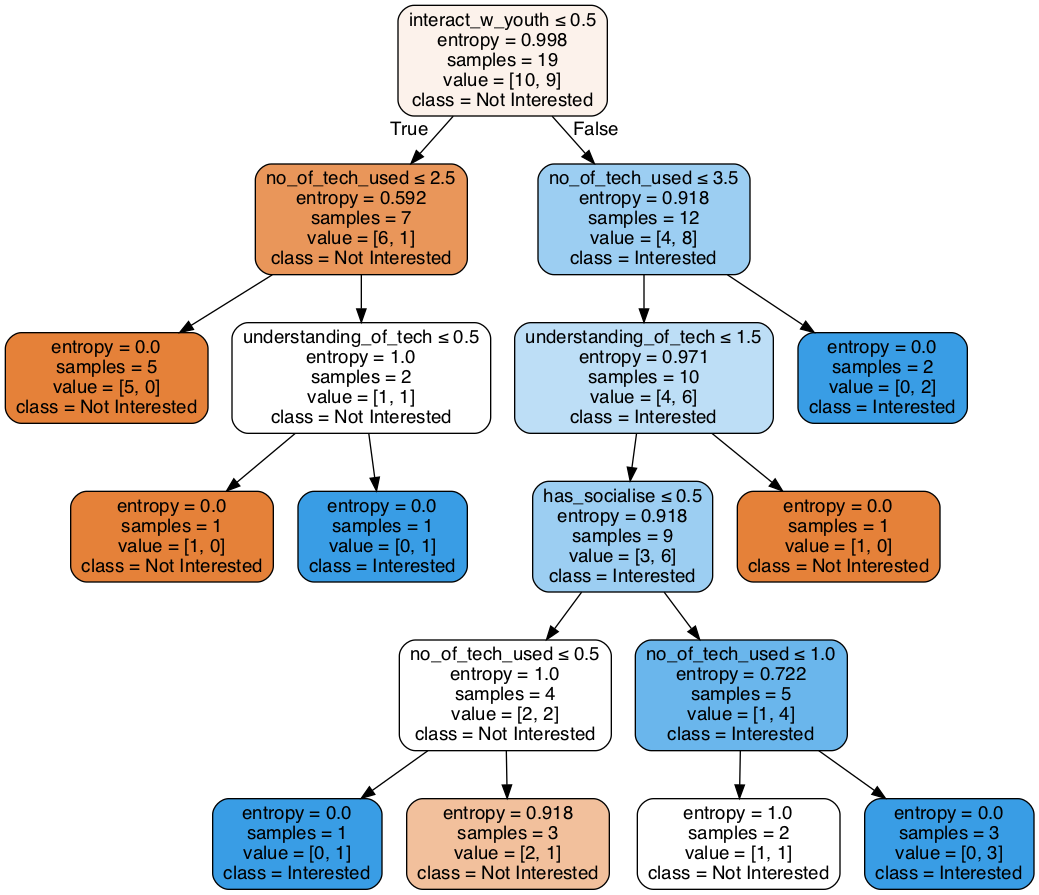 interact_w_youth ≤ 0.5
entropy = 0.998
samples = 19
value = [10, 9]
class = Not Interested
True
False
no_of_tech_used ≤ 2.5
entropy = 0.592
samples = 7
value = [6, 1]
class = Not Interested
no_of_tech_used ≤ 3.5
entropy = 0.918
samples = 12
value = [4, 8]
class = Interested
entropy = 0.0
samples = 5
value = [5, 0]
class = Not Interested
understanding_of_tech ≤ 0.5
entropy = 1.0
samples = 2
value = [1, 1]
class = Not Interested
understanding_of_tech ≤ 1.5
entropy = 0.971
samples = 10
value = [4, 6]
class = Interested
entropy = 0.0
samples = 2
value = [0, 2]
class = Interested
entropy = 0.0
samples = 1
value = [1, 0]
class = Not Interested
entropy = 0.0
samples = 1
value = [0, 1]
class = Interested
has_socialise ≤ 0.5
entropy = 0.918
samples = 9
value = [3, 6]
class = Interested
entropy = 0.0
samples = 1
value = [1, 0]
class = Not Interested
no_of_tech_used ≤ 0.5
entropy = 1.0
samples = 4
value = [2, 2]
class = Not Interested
no_of_tech_used ≤ 1.0
entropy = 0.722
samples = 5
value = [1, 4]
class = Interested
entropy = 0.0
samples = 1
value = [0, 1]
class = Interested
entropy = 0.918
samples = 3
value = [2, 1]
class = Not Interested
entropy = 1.0
samples = 2
value = [1, 1]
class = Not Interested
entropy = 0.0
samples = 3
value = [0, 3]
class = Interested